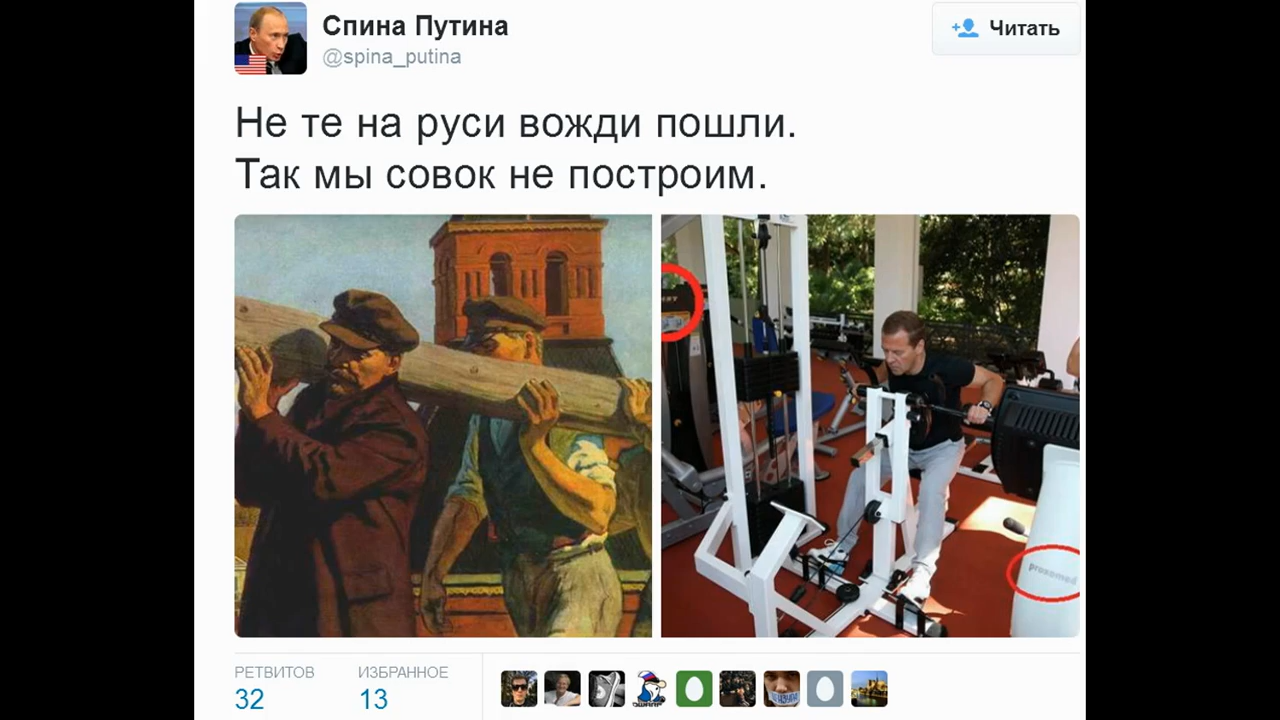 Спина Путина
@spina_putina
Читать
Не те на руси вожди пошли.
Так мы совок не построим.
proxomed
РЕТВИТОВ
32
ИЗБРАННОЕ
13